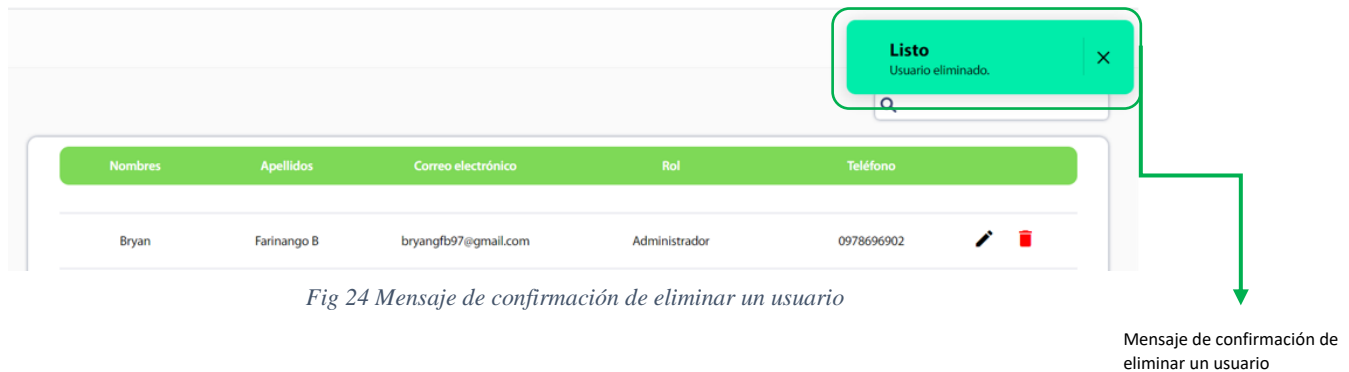 Listo
Usuario eliminado.
Nombres Apellidos Correo electrónico Rol Teléfono
Bryan Farinango B bryangfb97@gmail.com Administrador 0978696902
Fig 24 Mensaje de confirmación de eliminar un usuario
Mensaje de confirmación de
eliminar un usuario